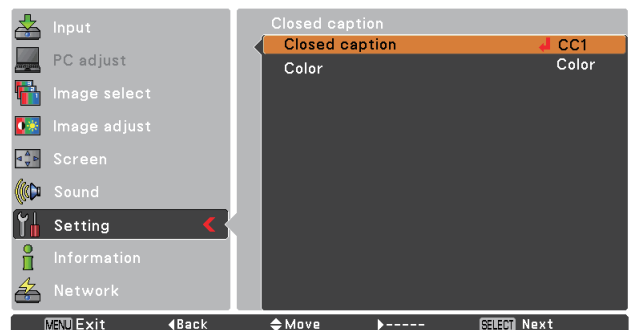 Input
PC adjust
Image select
Image adjust
Screen
Sound
Setting
Information
Network
Closed caption
Closed caption CC1
Color Color
MENU Exit Back Move ----- SELECT Next